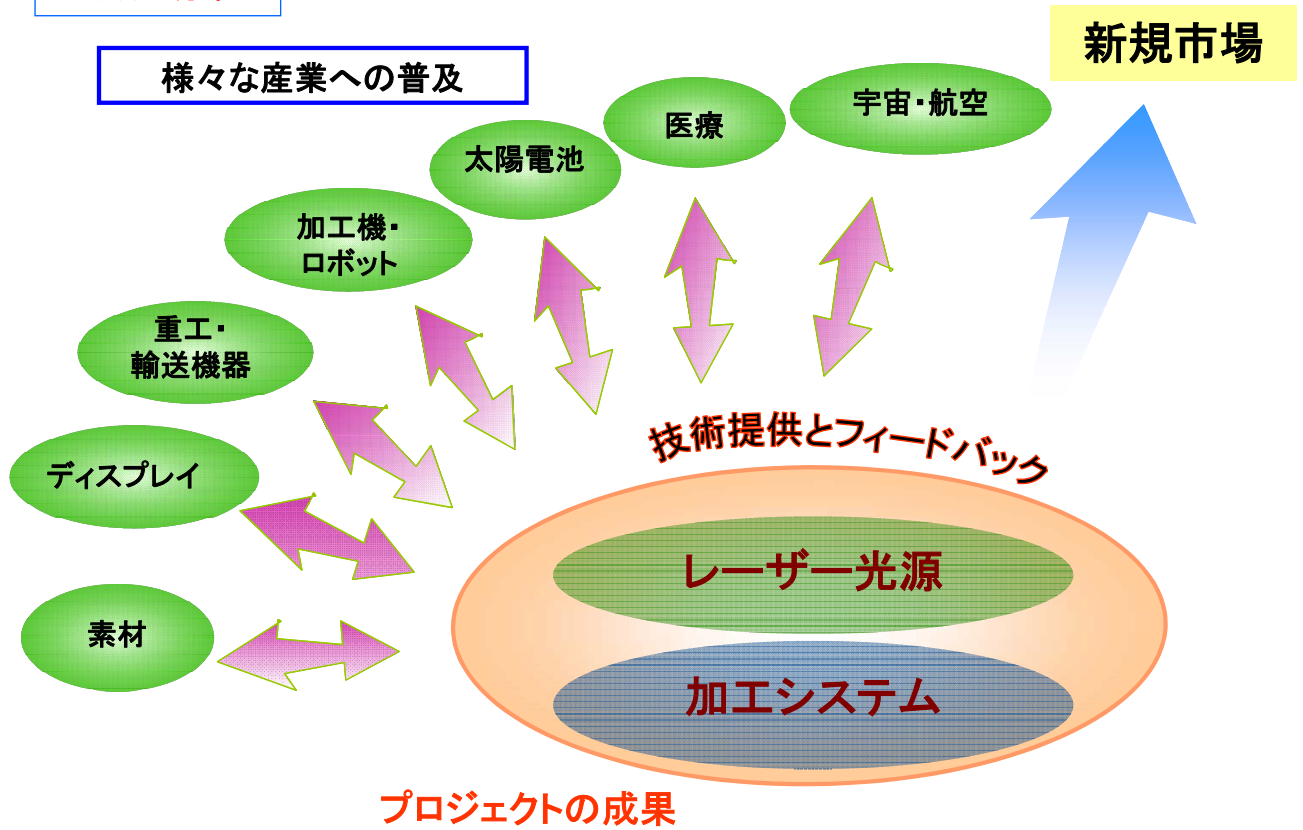 新規市場
様々な産業への普及
宇宙・航空
医療
太陽電池
加工機・
ロボット
重工・
輸送機器
ディスプレイ
素材
技術提供とフィードバック
レーザー光源
加工システム
プロジェクトの成果